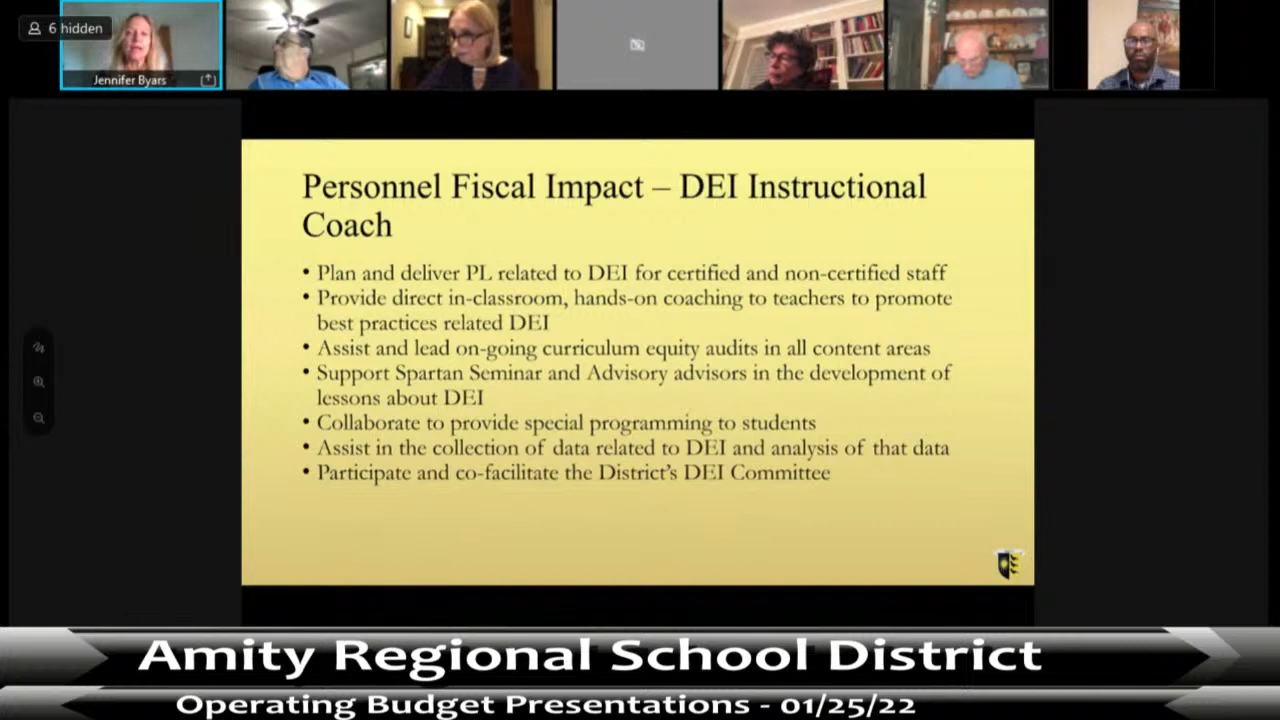 6 hidden
Jennifer Byars
Personnel Fiscal Impact – DEI Instructional
Coach
• Plan and deliver PL related to DEI for certified and non-certified staff
• Provide direct in-classroom, hands-on coaching to teachers to promote
best practices related DEI
• Assist and lead on-going curriculum equity audits in all content areas
• Support Spartan Seminar and Advisory advisors in the development of
lessons about DEI
• Collaborate to provide special programming to students
• Assist in the collection of data related to DEI and analysis of that data
• Participate and co-facilitate the District’s DEI Committee
Amity Regional School District
Operating Budget Presentations - 01/25/22